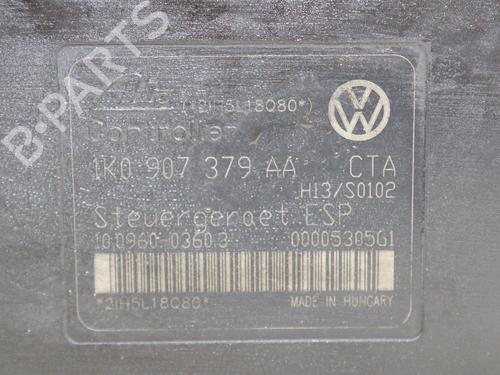 B-PARTS
(*2IH5L18Q80*)
Controller
1K0 907 379 AA CTA
H13/S0102
Steuergeraet ESP
10.0960-0360.3 00005305G1
*2IH5L18Q80*
MADE IN HUNGARY
B-PARTS